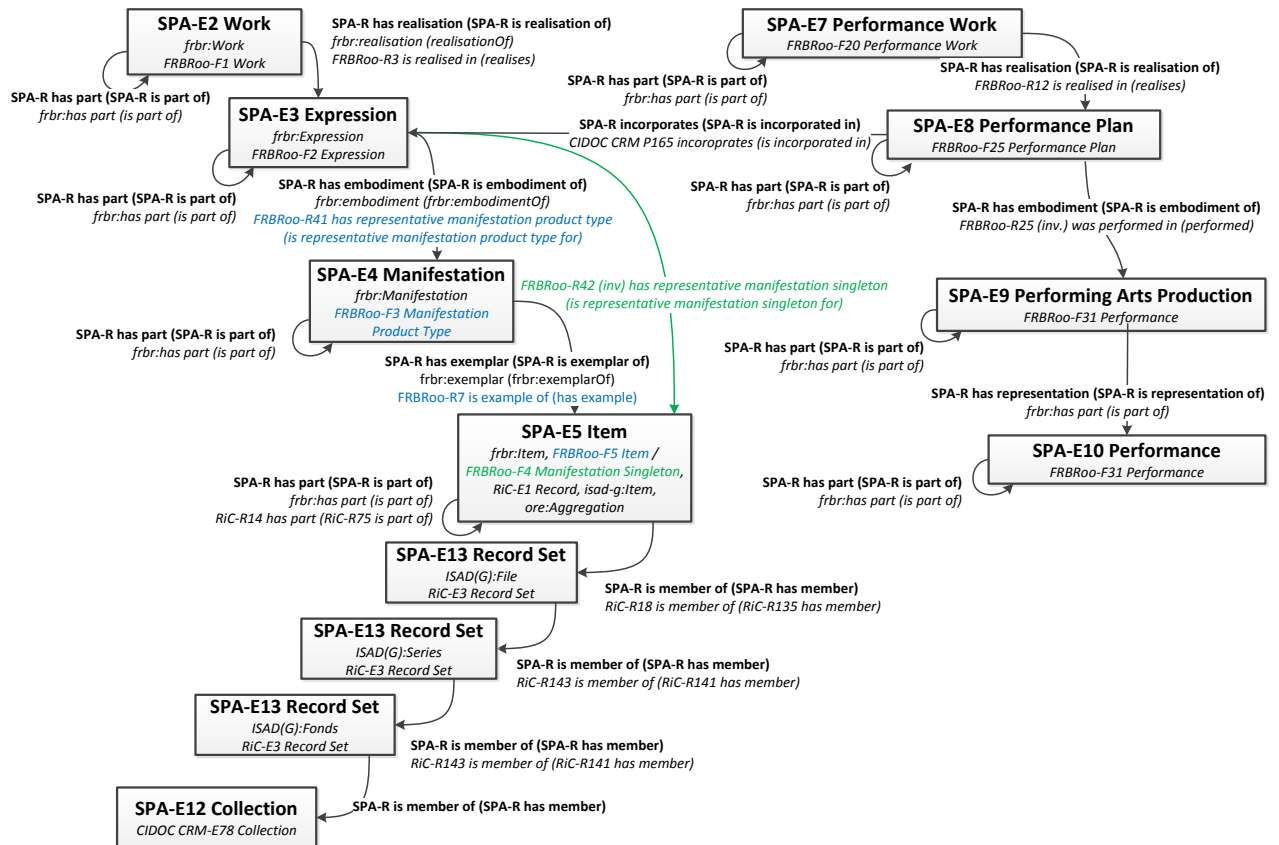 SPA-E2 Work
frbr:Work
FRBRoo-F1 Work
SPA-R has realisation (SPA-R is realisation of)
frbr:realisation (realisationOf)
FRBRoo-R3 is realised in (realises)
SPA-R has part (SPA-R is part of)
frbr:has part (is part of)
SPA-E3 Expression
frbr:Expression
FRBRoo-F2 Expression
SPA-R has part (SPA-R is part of)
frbr:has part (is part of)
SPA-R has embodiment (SPA-R is embodiment of)
frbr:embodiment (frbr:embodimentOf)
FRBRoo-R41 has representative manifestation product type
(is representative manifestation product type for)
SPA-E4 Manifestation
frbr:Manifestation
FRBRoo-F3 Manifestation
Product Type
SPA-R has part (SPA-R is part of)
frbr:has part (is part of)
FRBRoo-R42 (inv) has representative manifestation singleton
(is representative manifestation singleton for)
SPA-R has exemplar (SPA-R is exemplar of)
frbr:exemplar (frbr:exemplarOf)
FRBRoo-R7 is example of (has example)
SPA-E5 Item
frbr:Item, FRBRoo-F5 Item /
FRBRoo-F4 Manifestation Singleton,
RiC-E1 Record, isad-g:Item,
ore:Aggregation
SPA-R has part (SPA-R is part of)
frbr:has part (is part of)
RiC-R14 has part (RiC-R75 is part of)
SPA-E13 Record Set
ISAD(G):File
RiC-E3 Record Set
SPA-R is member of (SPA-R has member)
RiC-R18 is member of (RiC-R135 has member)
SPA-E13 Record Set
ISAD(G):Series
RiC-E3 Record Set
SPA-R is member of (SPA-R has member)
RiC-R143 is member of (RiC-R141 has member)
SPA-E13 Record Set
ISAD(G):Fonds
RiC-E3 Record Set
SPA-R is member of (SPA-R has member)
RiC-R143 is member of (RiC-R141 has member)
SPA-E12 Collection
CIDOC CRM-E78 Collection
SPA-R is member of (SPA-R has member)
SPA-E7 Performance Work
FRBRoo-F20 Performance Work
SPA-R has part (SPA-R is part of)
frbr:has part (is part of)
SPA-R has realisation (SPA-R is realisation of)
FRBRoo-R12 is realised in (realises)
SPA-R incorporates (SPA-R is incorporated in)
CIDOC CRM P165 incoroprates (is incorporated in)
SPA-E8 Performance Plan
FRBRoo-F25 Performance Plan
SPA-R has part (SPA-R is part of)
frbr:has part (is part of)
SPA-R has embodiment (SPA-R is embodiment of)
FRBRoo-R25 (inv.) was performed in (performed)
SPA-E9 Performing Arts Production
FRBRoo-F31 Performance
SPA-R has part (SPA-R is part of)
frbr:has part (is part of)
SPA-R has representation (SPA-R is representation of)
frbr:has part (is part of)
SPA-E10 Performance
FRBRoo-F31 Performance
SPA-R has part (SPA-R is part of)
frbr:has part (is part of)